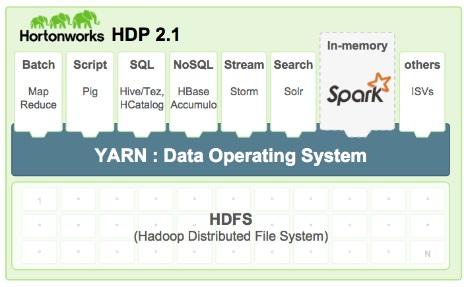 Hortonworks HDP 2.1
Batch
Map
Reduce
Script
Pig
SQL
Hive/Tez,
HCatalog
NoSQL
HBase
Accumulo
Stream
Storm
Search
Solr
In-memory
Spark
others
ISVs
YARN : Data Operating System
1
HDFS
(Hadoop Distributed File System)
N